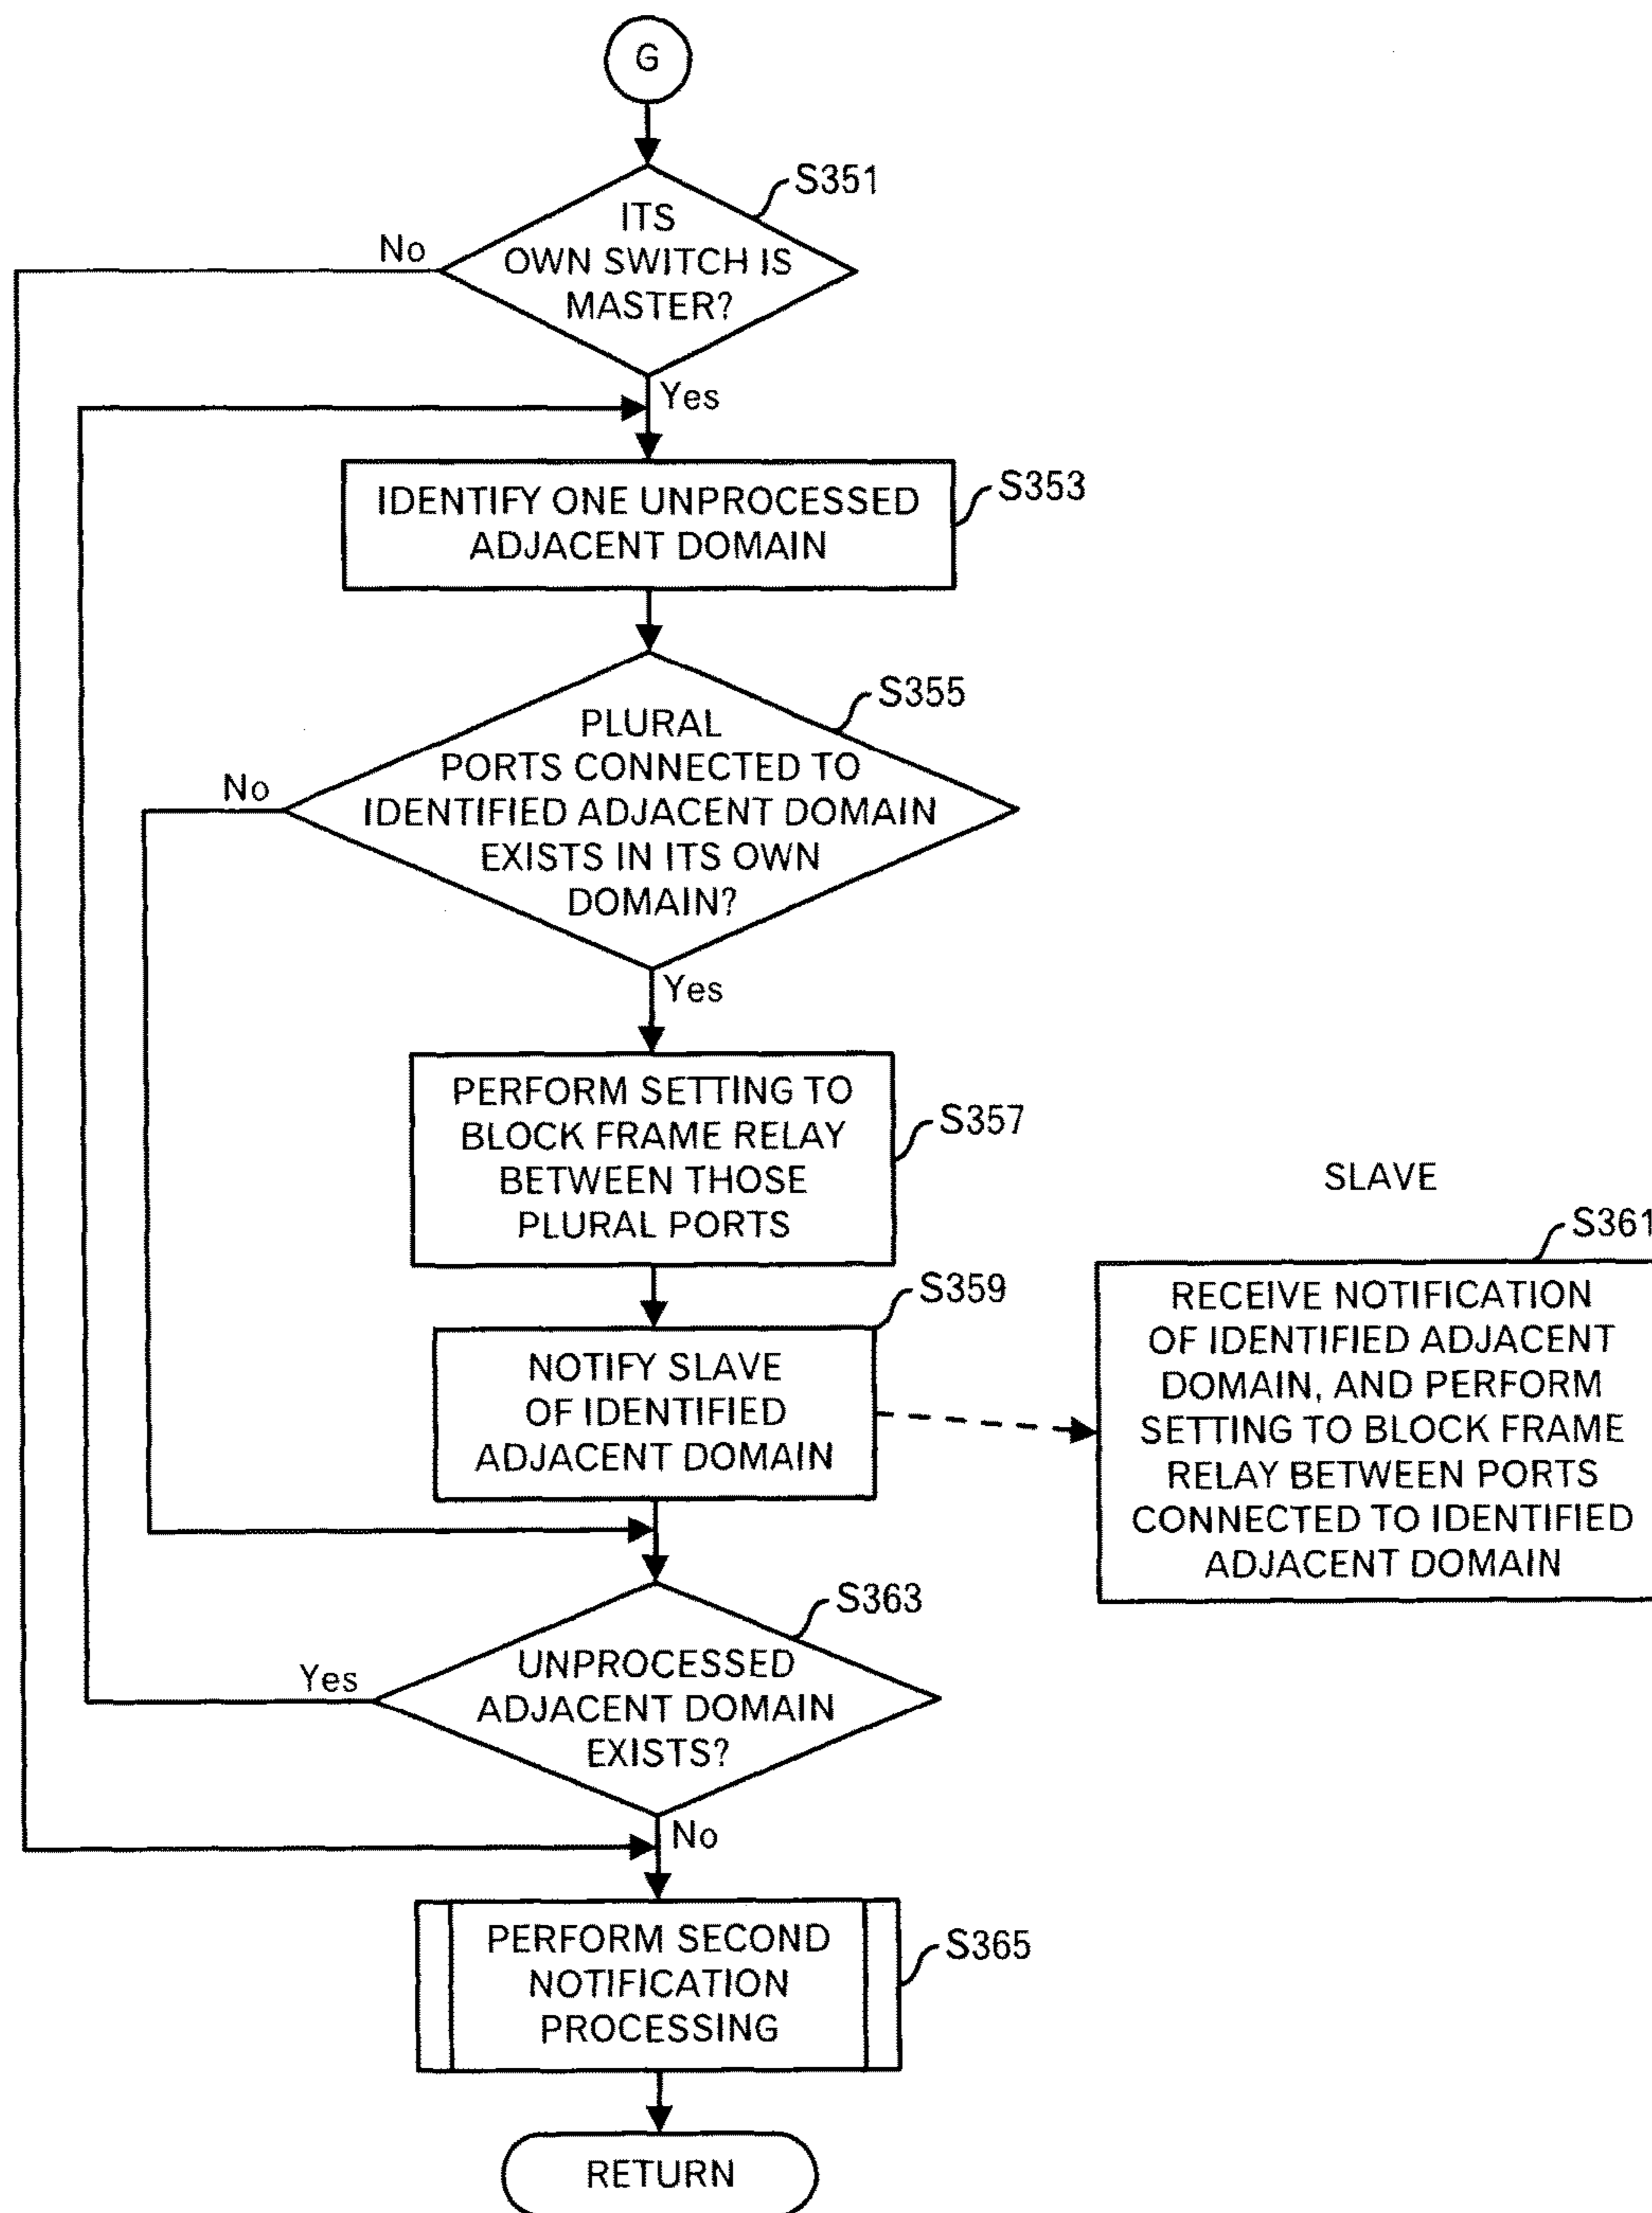 G
S351
ITS
OWN SWITCH IS
MASTER?
No
Yes
S353
IDENTIFY ONE UNPROCESSED
ADJACENT DOMAIN
S355
PLURAL
PORTS CONNECTED TO
IDENTIFIED ADJACENT DOMAIN
EXISTS IN ITS OWN
DOMAIN?
No
Yes
S357
PERFORM SETTING TO
BLOCK FRAME RELAY
BETWEEN THOSE
PLURAL PORTS
S359
NOTIFY SLAVE
OF IDENTIFIED
ADJACENT DOMAIN
SLAVE
S361
RECEIVE NOTIFICATION
OF IDENTIFIED ADJACENT
DOMAIN, AND PERFORM
SETTING TO BLOCK FRAME
RELAY BETWEEN PORTS
CONNECTED TO IDENTIFIED
ADJACENT DOMAIN
S363
UNPROCESSED
ADJACENT DOMAIN
EXISTS?
Yes
No
S365
PERFORM SECOND
NOTIFICATION
PROCESSING
RETURN